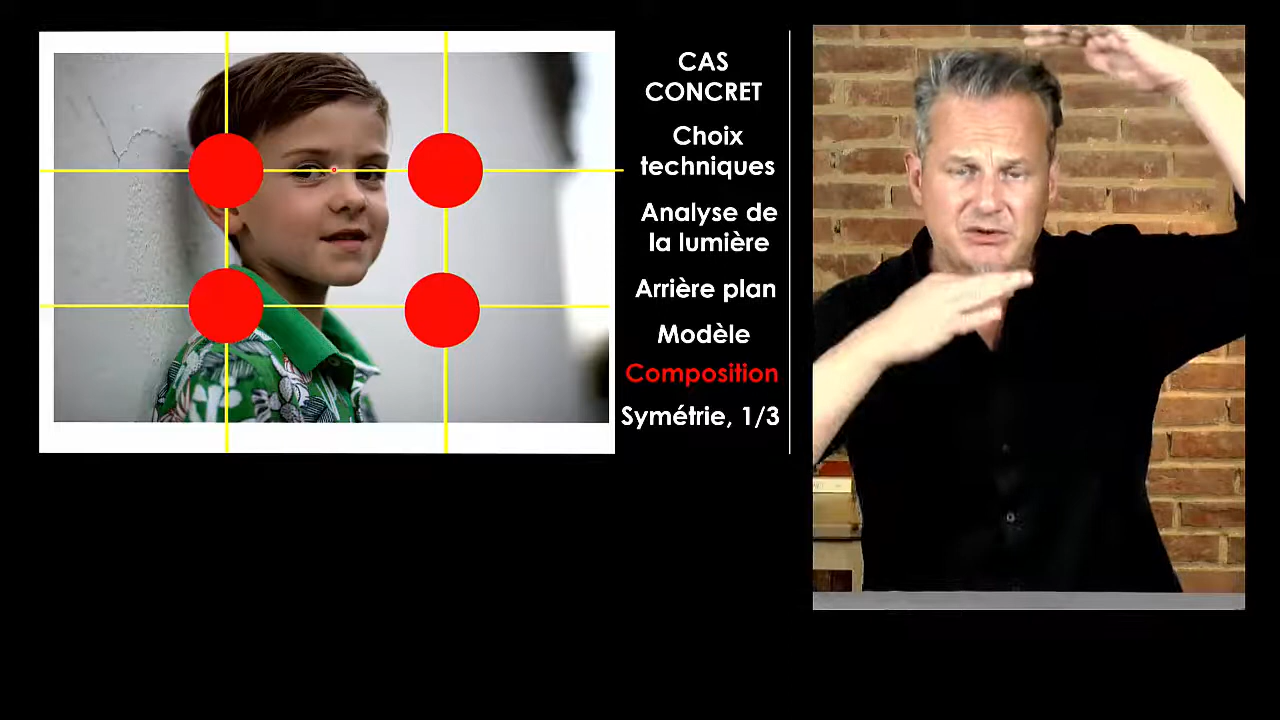 CAS
CONCRET
Choix
techniques
Analyse de
la lumière
Arrière plan
Modèle
Composition
Symétrie, 1/3